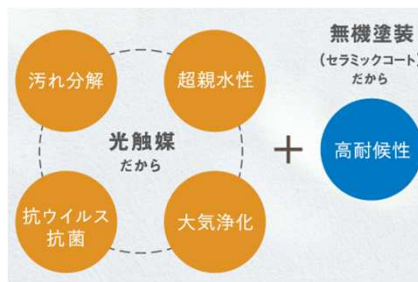 汚れ分解
超親水性
光触媒
だから
抗ウイルス
抗菌
大気浄化
＋
無機塗装
（セラミックコート）
だから
高耐候性